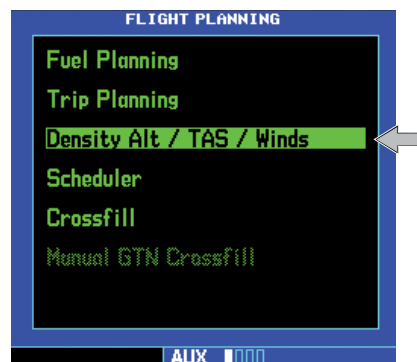 FLIGHT PLANNING
Fuel Planning
Trip Planning
Density Alt / TAS / Winds
Scheduler
Crossfill
Manual GTN Crossfill
AUX